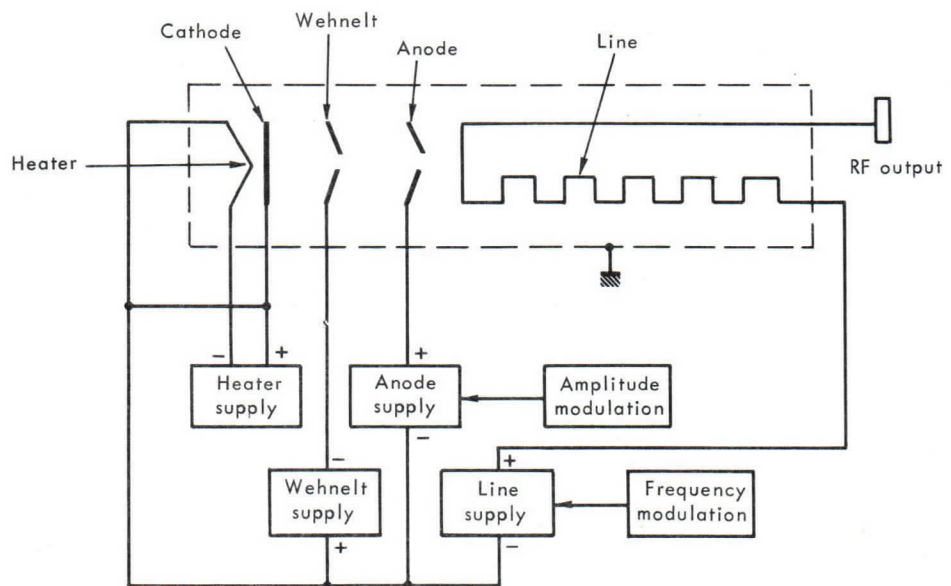 Wehnelt
Cathode
Anode
Line
Heater
RF output
- +
Heater
supply
+
Anode
supply
-
Amplitude
modulation
-
Wehnelt
supply
+
+
Line
supply
-
Frequency
modulation